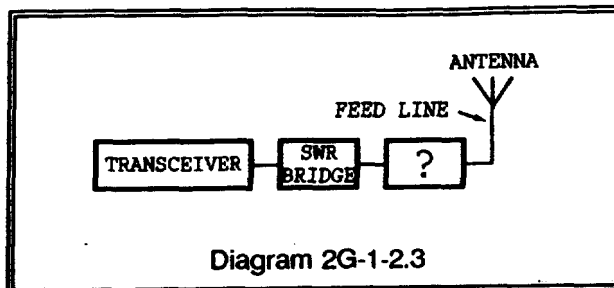 ANTENNA
FEED LINE
TRANSCEIVER
SWR
BRIDGE
?
Diagram 2G-1-2.3